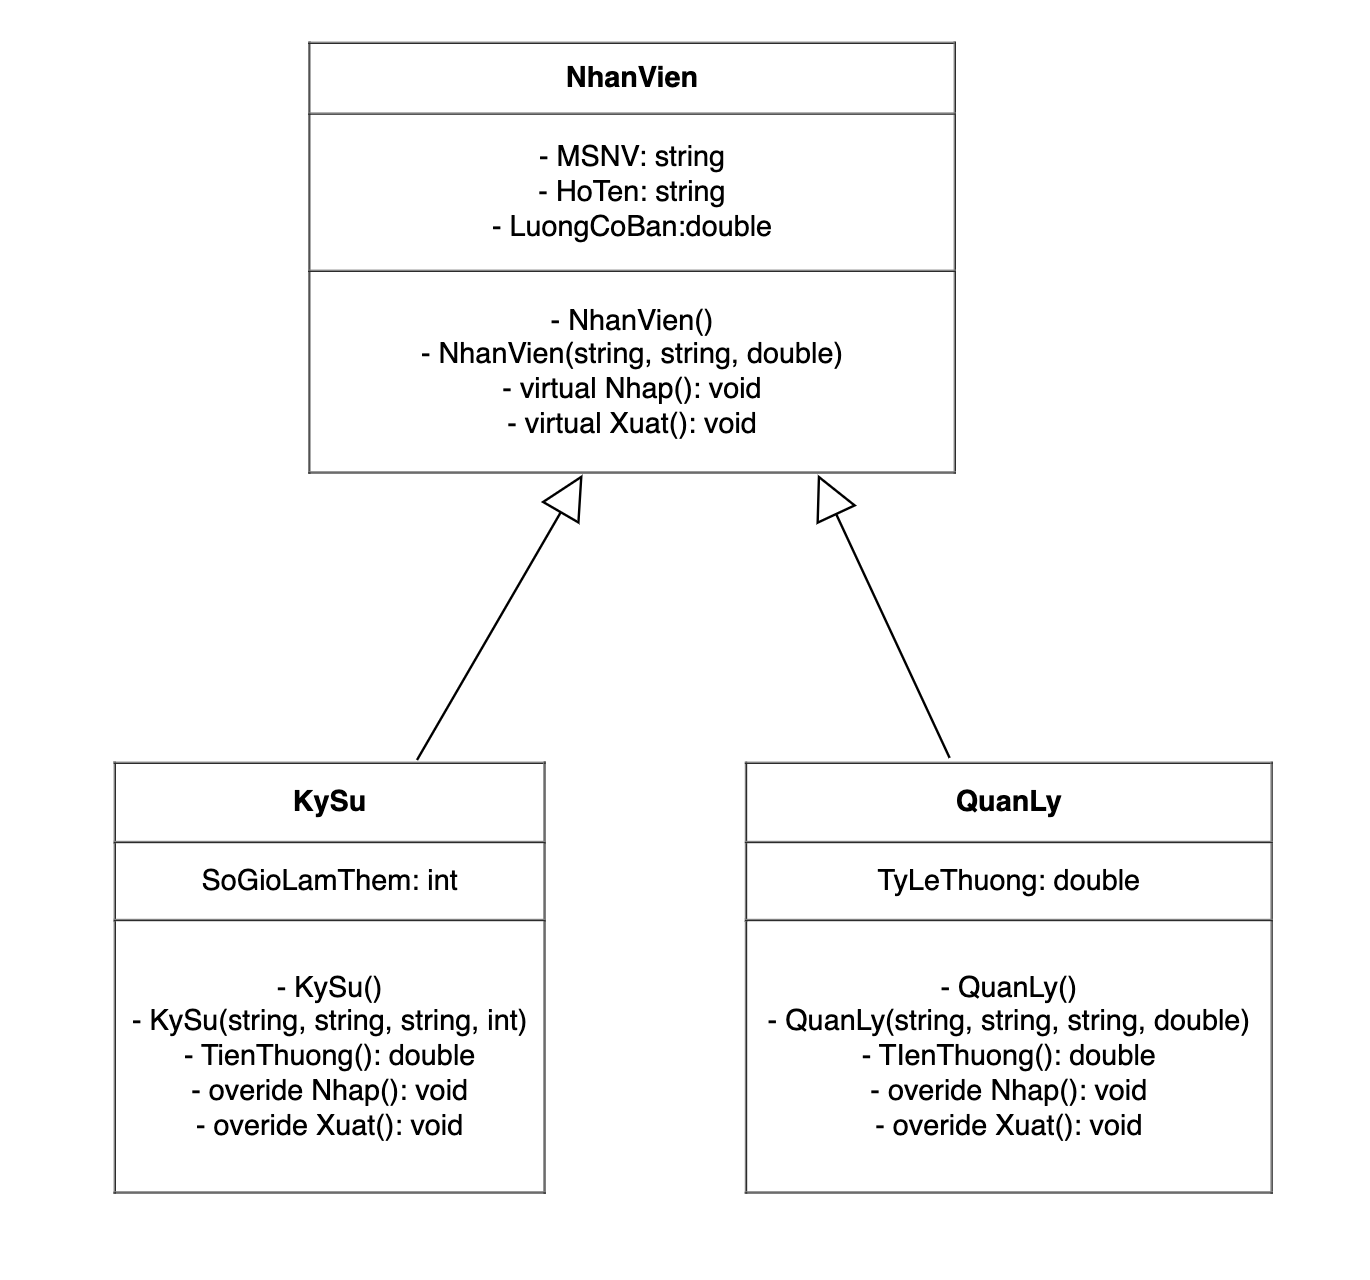 NhanVien
- MSNV: string
- HoTen: string
- LuongCoBan:double
- NhanVien()
- NhanVien(string, string, double)
- virtual Nhap(): void
- virtual Xuat(): void
KySu
SoGioLamThem: int
- KySu()
- KySu(string, string, string, int)
- TienThuong(): double
- overide Nhap(): void
- overide Xuat(): void
QuanLy
TyLeThuong: double
- QuanLy()
- QuanLy(string, string, string, double)
- TIenThuong(): double
- overide Nhap(): void
- overide Xuat(): void